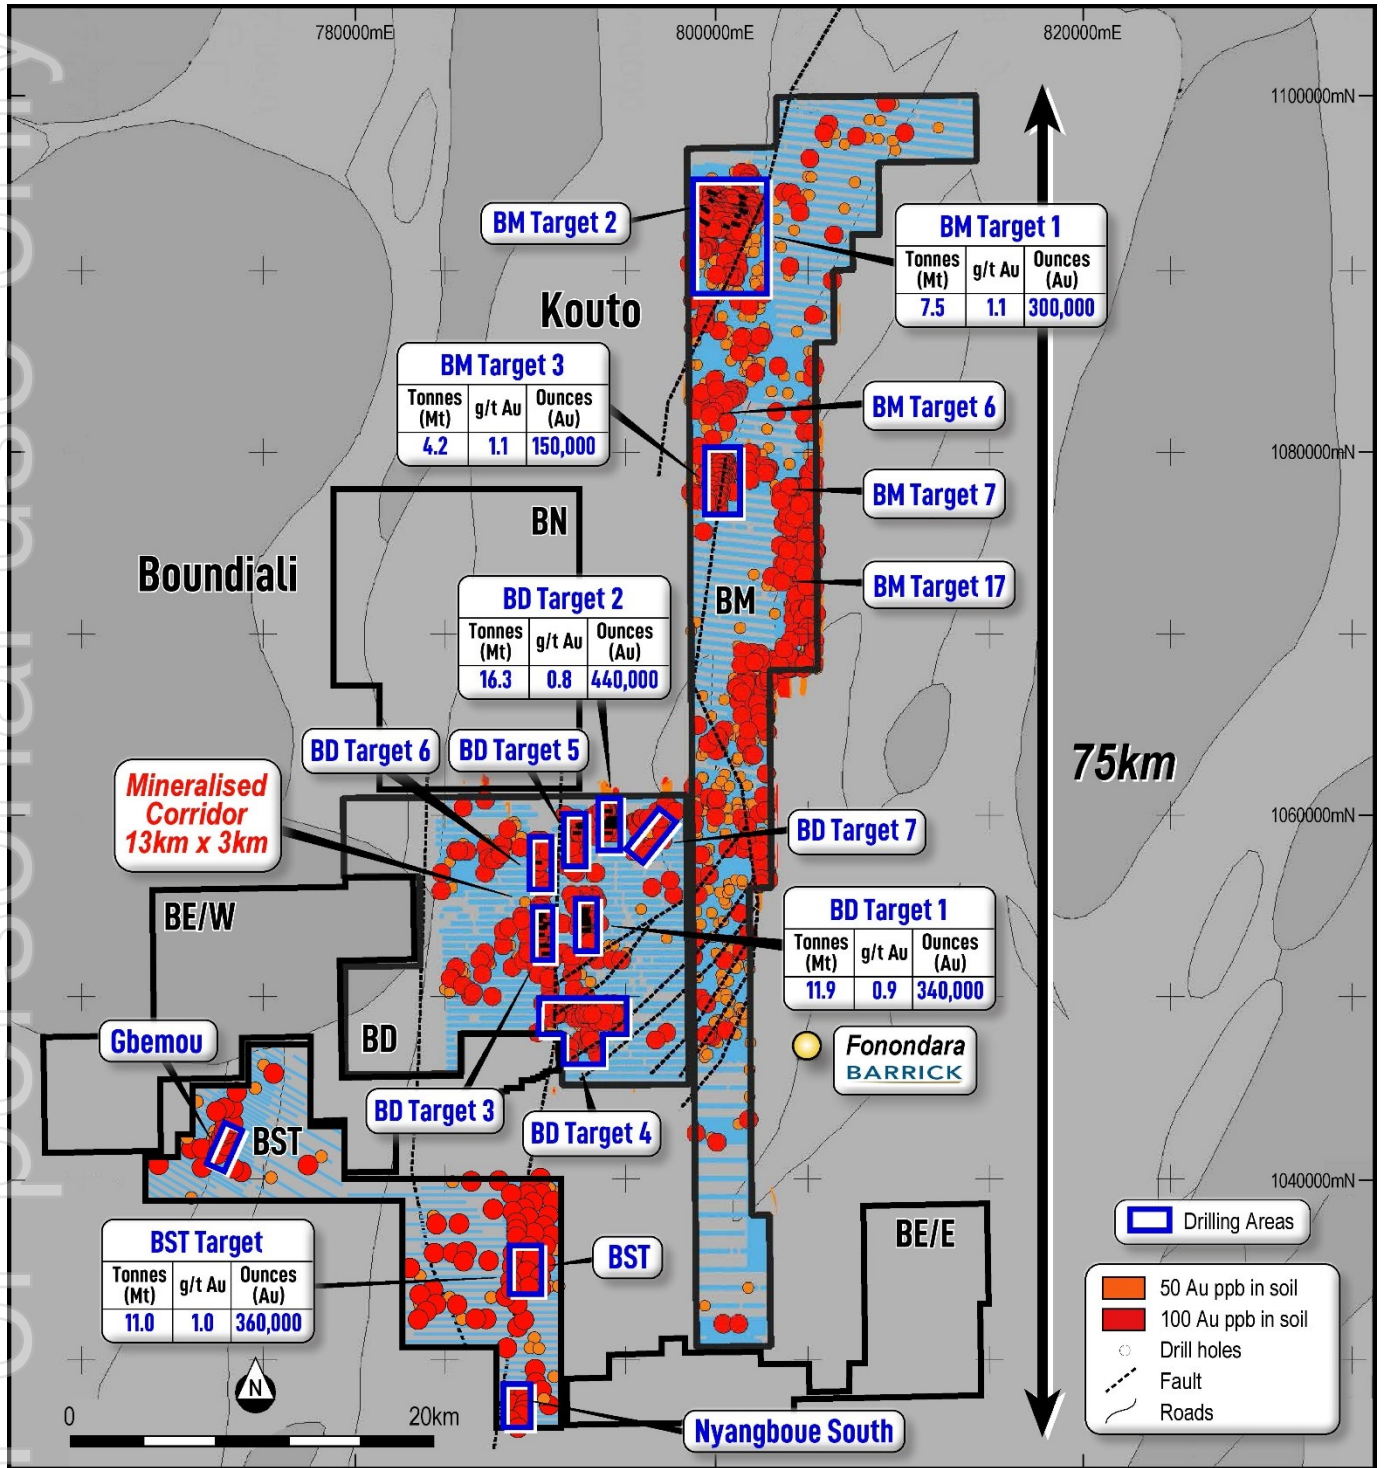 For personal use only
780000mE
800000mE
820000mE
1100000mN
BM Target 2
BM Target 1
Tonnes (Mt) g/t Au Ounces (Au)
7.5 1.1 300,000
Kouto
BM Target 3
Tonnes (Mt) g/t Au Ounces (Au)
4.2 1.1 150,000
BM Target 6
1080000mN
BM Target 7
BN
Boundiali
BM Target 17
BM
BD Target 2
Tonnes (Mt) g/t Au Ounces (Au)
16.3 0.8 440,000
BD Target 6
BD Target 5
75km
Mineralised
Corridor
13km x 3km
BD Target 7
1060000mN
BE/W
BD Target 1
Tonnes (Mt) g/t Au Ounces (Au)
11.9 0.9 340,000
Gbemou
BD
Fonondara
BARRICK
BD Target 3
BD Target 4
BST
1040000mN
BST Target
Tonnes (Mt) g/t Au Ounces (Au)
11.0 1.0 360,000
BST
BE/E
Drilling Areas
50 Au ppb in soil
100 Au ppb in soil
Drill holes
Fault
Roads
N
0
20km
Nyangboue South